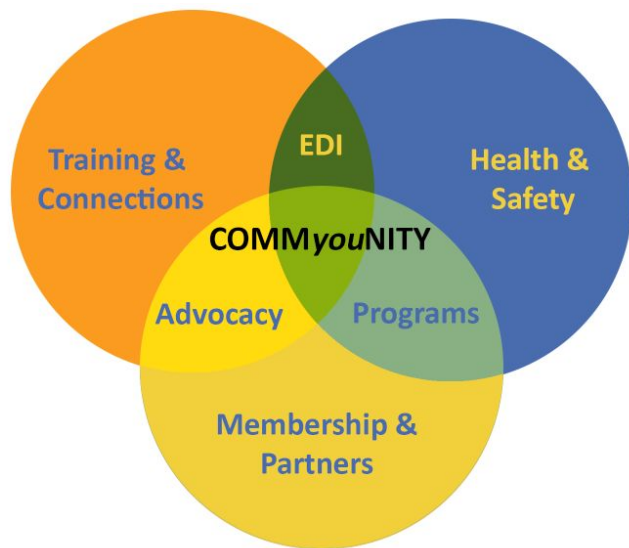 EDI
Training &
Connections
Health &
Safety
COMMyouNITY
Advocacy
Programs
Membership &
Partners